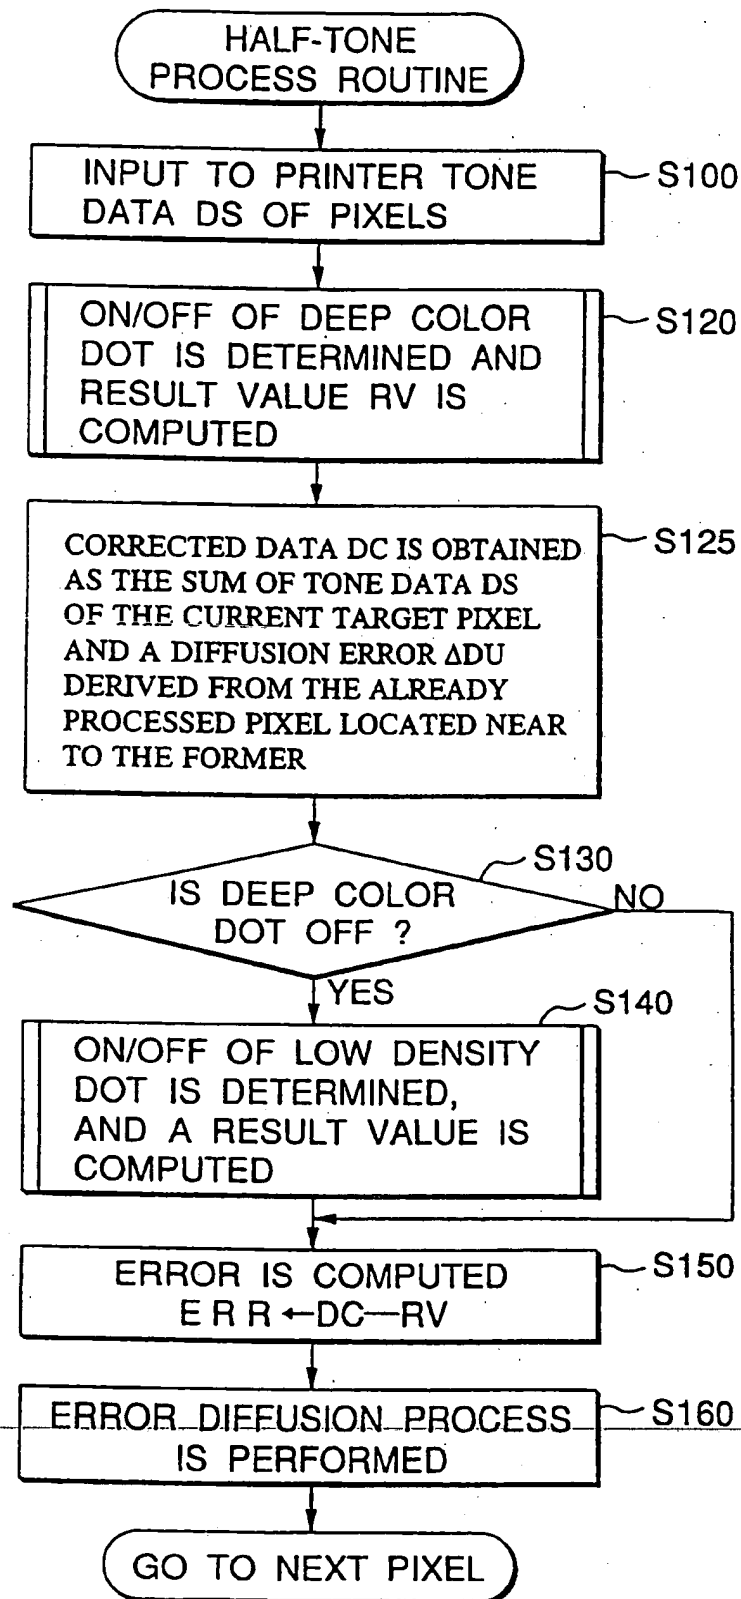 HALF-TONE
PROCESS ROUTINE
INPUT TO PRINTER TONE
DATA DS OF PIXELS
S100
ON/OFF OF DEEP COLOR
DOT IS DETERMINED AND
RESULT VALUE RV IS
COMPUTED
S120
CORRECTED DATA DC IS OBTAINED
AS THE SUM OF TONE DATA DS
OF THE CURRENT TARGET PIXEL
AND A DIFFUSION ERROR ΔDU
DERIVED FROM THE ALREADY
PROCESSED PIXEL LOCATED NEAR
TO THE FORMER
S125
IS DEEP COLOR
DOT OFF ?
S130
NO
YES
ON/OFF OF LOW DENSITY
DOT IS DETERMINED,
AND A RESULT VALUE IS
COMPUTED
S140
ERROR IS COMPUTED
E R R ←DC—RV
S150
ERROR DIFFUSION PROCESS
IS PERFORMED
S160
GO TO NEXT PIXEL